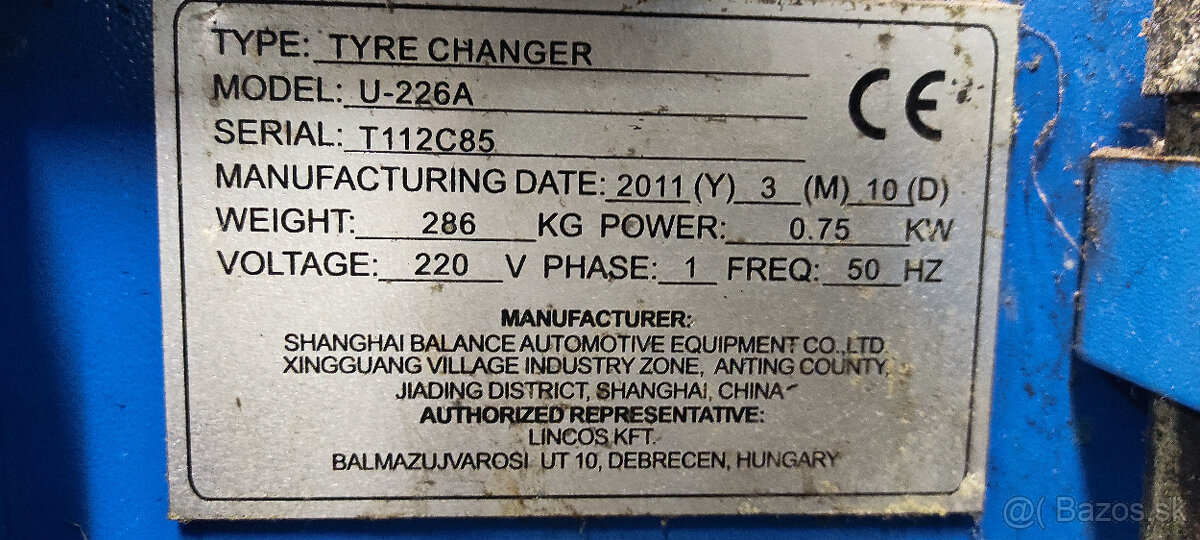 TYPE: TYRE CHANGER
MODEL: U-226A
SERIAL: T112C85
MANUFACTURING DATE: 2011 (Y) 3 (M) 10 (D)
WEIGHT: 286 KG POWER: 0.75 KW
VOLTAGE: 220 V PHASE: 1 FREQ: 50 HZ
CE
MANUFACTURER:
SHANGHAI BALANCE AUTOMOTIVE EQUIPMENT CO.,LTD
XINGGUANG VILLAGE INDUSTRY ZONE, ANTING COUNTY,
JIADING DISTRICT, SHANGHAI, CHINA
AUTHORIZED REPRESENTATIVE:
LINCOS KFT.
BALMAZUJVAROSI UT 10, DEBRECEN, HUNGARY
@( Bazos.sk